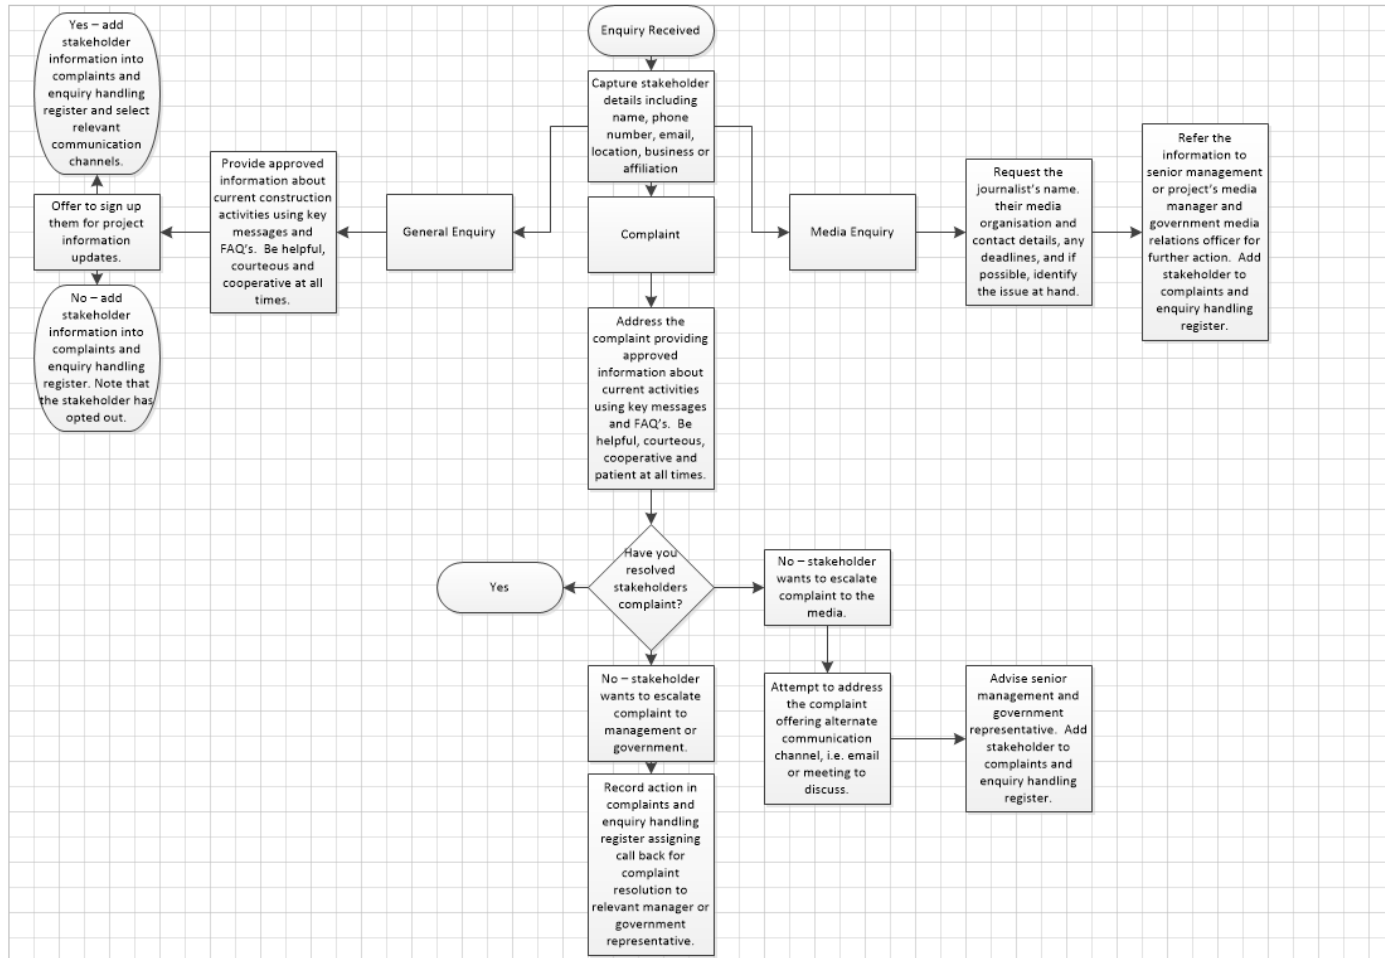 Enquiry Received
Capture stakeholder
details including
name, phone
number, email,
location, business or
affiliation
Yes – add
stakeholder
information into
complaints and
enquiry handling
register and select
relevant
communication
channels.
Offer to sign up
them for project
information
updates.
No – add
stakeholder
information into
complaints and
enquiry handling
register. Note that
the stakeholder has
opted out.
Provide approved
information about
current construction
activities using key
messages and
FAQ's. Be helpful,
courteous and
cooperative at all
times.
General Enquiry
Complaint
Media Enquiry
Request the
journalist's name.
their media
organisation and
contact details, any
deadlines, and if
possible, identify
the issue at hand.
Refer the
information to
senior management
or project's media
manager and
government media
relations officer for
further action. Add
stakeholder to
complaints and
enquiry handling
register.
Address the
complaint providing
approved
information about
current activities
using key messages
and FAQ's. Be
helpful, courteous,
cooperative and
patient at all times.
Have you
resolved
stakeholders
complaint?
Yes
No – stakeholder
wants to escalate
complaint to the
media.
No – stakeholder
wants to escalate
complaint to
management or
government.
Attempt to address
the complaint
offering alternate
communication
channel, i.e. email
or meeting to
discuss.
Advise senior
management and
government
representative. Add
stakeholder to
complaints and
enquiry handling
register.
Record action in
complaints and
enquiry handling
register assigning
call back for
complaint
resolution to
relevant manager or
government
representative.